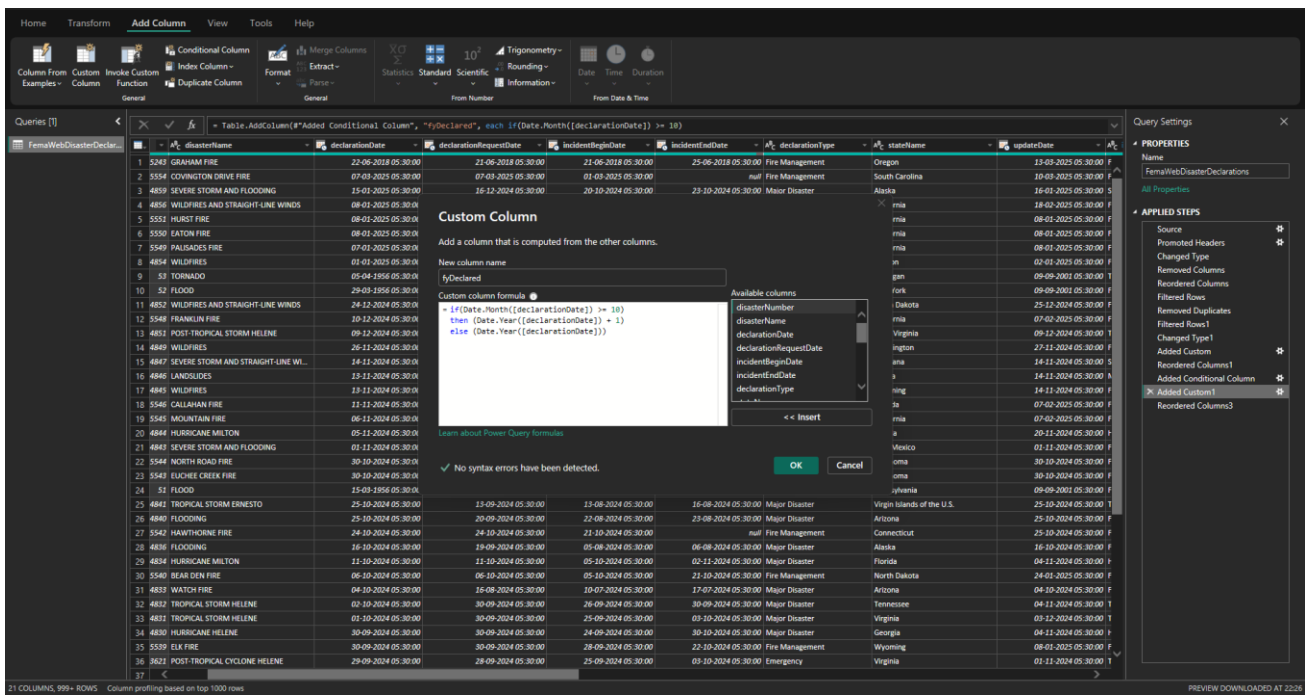 Home Transform Add Column View Tools Help
Column From Examples Custom Column Invoke Custom Function Conditional Column Index Column Duplicate Column
General
Format Merge Columns Extract Parse
General
Statistics Standard Scientific 10² Trigonometry Rounding Information
From Number
Date Time Duration
From Date & Time
Queries [1]
FemaWebDisasterDeclar...
= Table.AddColumn(#"Added Conditional Column", "fyDeclared", each if(Date.Month([declarationDate]) >= 10)
disasterName declarationDate declarationRequestDate incidentBeginDate incidentEndDate declarationType stateName updateDate
1 5243 GRAHAM FIRE 22-06-2018 05:30:00 21-06-2018 05:30:00 21-06-2018 05:30:00 25-06-2018 05:30:00 Fire Management Oregon 13-03-2025 05:30:00 F
2 5554 COVINGTON DRIVE FIRE 07-03-2025 05:30:00 07-03-2025 05:30:00 01-03-2025 05:30:00 null Fire Management South Carolina 10-03-2025 05:30:00 F
3 4859 SEVERE STORM AND FLOODING 15-01-2025 05:30:00 16-12-2024 05:30:00 20-10-2024 05:30:00 23-10-2024 05:30:00 Major Disaster Alaska 16-01-2025 05:30:00 S
4 4856 WILDFIRES AND STRAIGHT-LINE WINDS 08-01-2025 05:30:0 rnia 18-02-2025 05:30:00 F
5 5551 HURST FIRE 08-01-2025 05:30:0 rnia 08-01-2025 05:30:00 F
6 5550 EATON FIRE 08-01-2025 05:30:0 rnia 08-01-2025 05:30:00 F
7 5549 PALISADES FIRE 07-01-2025 05:30:0 rnia 08-01-2025 05:30:00 F
8 4854 WILDFIRES 01-01-2025 05:30:0 on 02-01-2025 05:30:00 F
9 53 TORNADO 05-04-1956 05:30:0 gan 09-09-2001 05:30:00 T
10 52 FLOOD 29-03-1956 05:30:0 York 09-09-2001 05:30:00 F
11 4852 WILDFIRES AND STRAIGHT-LINE WINDS 24-12-2024 05:30:0 Dakota 25-12-2024 05:30:00 F
12 5548 FRANKLIN FIRE 10-12-2024 05:30:0 rnia 07-02-2025 05:30:00 F
13 4851 POST-TROPICAL STORM HELENE 09-12-2024 05:30:0 Virginia 09-12-2024 05:30:00 T
14 4849 WILDFIRES 26-11-2024 05:30:0 ington 27-11-2024 05:30:00 F
15 4847 SEVERE STORM AND STRAIGHT-LINE WI... 14-11-2024 05:30:0 ana 14-11-2024 05:30:00 S
16 4846 LANDSLIDES 13-11-2024 05:30:0 a 14-11-2024 05:30:00
17 4845 WILDFIRES 13-11-2024 05:30:0 ning 14-11-2024 05:30:00 F
18 5546 CALLAHAN FIRE 11-11-2024 05:30:0 da 07-02-2025 05:30:00 F
19 5545 MOUNTAIN FIRE 06-11-2024 05:30:0 rnia 07-02-2025 05:30:00 F
20 4844 HURRICANE MILTON 05-11-2024 05:30:0 a 20-11-2024 05:30:00 H
21 4843 SEVERE STORM AND FLOODING 01-11-2024 05:30:0 Mexico 01-11-2024 05:30:00 F
22 5544 NORTH ROAD FIRE 30-10-2024 05:30:0 oma 30-10-2024 05:30:00 F
23 5543 EUCHEE CREEK FIRE 30-10-2024 05:30:0 oma 30-10-2024 05:30:00 F
24 51 FLOOD 15-03-1956 05:30:0 sylvania 09-09-2001 05:30:00 F
25 4841 TROPICAL STORM ERNESTO 25-10-2024 05:30:00 13-09-2024 05:30:00 13-08-2024 05:30:00 16-08-2024 05:30:00 Major Disaster Virgin Islands of the U.S. 25-10-2024 05:30:00 T
26 4840 FLOODING 25-10-2024 05:30:00 20-09-2024 05:30:00 22-08-2024 05:30:00 23-08-2024 05:30:00 Major Disaster Arizona 25-10-2024 05:30:00 F
27 5542 HAWTHORNE FIRE 24-10-2024 05:30:00 24-10-2024 05:30:00 21-10-2024 05:30:00 null Fire Management Connecticut 25-10-2024 05:30:00 F
28 4836 FLOODING 16-10-2024 05:30:00 19-09-2024 05:30:00 05-08-2024 05:30:00 06-08-2024 05:30:00 Major Disaster Alaska 16-10-2024 05:30:00 F
29 4834 HURRICANE MILTON 11-10-2024 05:30:00 11-10-2024 05:30:00 05-10-2024 05:30:00 02-11-2024 05:30:00 Major Disaster Florida 04-11-2024 05:30:00 H
30 5540 BEAR DEN FIRE 06-10-2024 05:30:00 06-10-2024 05:30:00 05-10-2024 05:30:00 21-10-2024 05:30:00 Fire Management North Dakota 24-01-2025 05:30:00 F
31 4833 WATCH FIRE 04-10-2024 05:30:00 16-08-2024 05:30:00 10-07-2024 05:30:00 17-07-2024 05:30:00 Major Disaster Arizona 04-10-2024 05:30:00 F
32 4832 TROPICAL STORM HELENE 02-10-2024 05:30:00 30-09-2024 05:30:00 26-09-2024 05:30:00 30-09-2024 05:30:00 Major Disaster Tennessee 04-11-2024 05:30:00 T
33 4831 TROPICAL STORM HELENE 01-10-2024 05:30:00 30-09-2024 05:30:00 25-09-2024 05:30:00 03-10-2024 05:30:00 Major Disaster Virginia 03-12-2024 05:30:00 T
34 4830 HURRICANE HELENE 30-09-2024 05:30:00 30-09-2024 05:30:00 24-09-2024 05:30:00 30-10-2024 05:30:00 Major Disaster Georgia 04-11-2024 05:30:00 H
35 5539 ELK FIRE 30-09-2024 05:30:00 30-09-2024 05:30:00 28-09-2024 05:30:00 22-10-2024 05:30:00 Fire Management Wyoming 08-01-2025 05:30:00 F
36 3621 POST-TROPICAL CYCLONE HELENE 29-09-2024 05:30:00 28-09-2024 05:30:00 25-09-2024 05:30:00 03-10-2024 05:30:00 Emergency Virginia 01-11-2024 05:30:00 T
37
Custom Column
Add a column that is computed from the other columns.
New column name
fyDeclared
Custom column formula
= if(Date.Month([declarationDate]) >= 10)
then (Date.Year([declarationDate]) + 1)
else (Date.Year([declarationDate]))
Available columns
disasterNumber
disasterName
declarationDate
declarationRequestDate
incidentBeginDate
incidentEndDate
declarationType
<< Insert
Learn about Power Query formulas
No syntax errors have been detected.
OK Cancel
Query Settings
PROPERTIES
Name
FemaWebDisasterDeclarations
All Properties
APPLIED STEPS
Source
Promoted Headers
Changed Type
Removed Columns
Reordered Columns
Filtered Rows
Removed Duplicates
Filtered Rows1
Changed Type1
Added Custom
Reordered Columns1
Added Conditional Column
Added Custom1
Reordered Columns3
21 COLUMNS, 999+ ROWS Column profiling based on top 1000 rows
PREVIEW DOWNLOADED AT 22:26